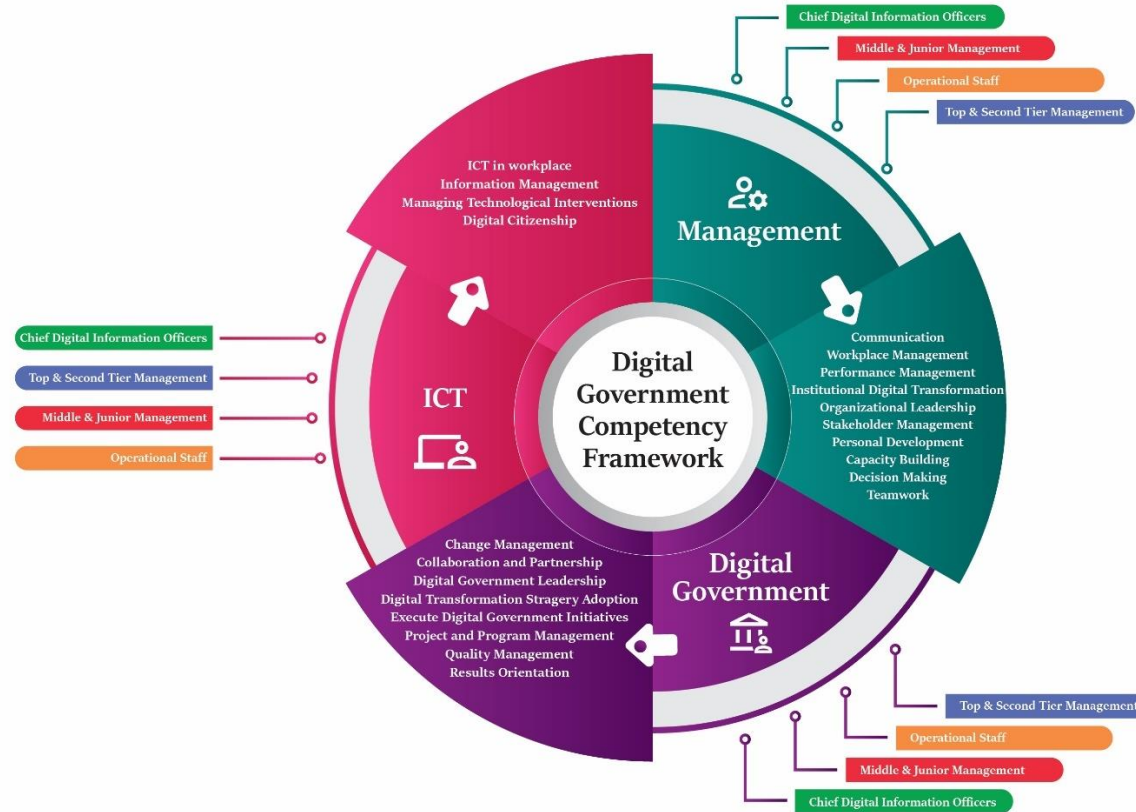 Chief Digital Information Officers
Middle & Junior Management
Operational Staff
Top & Second Tier Management
ICT in workplace
Information Management
Managing Technological Interventions
Digital Citizenship
Management
Communication
Workplace Management
Performance Management
Institutional Digital Transformation
Organizational Leadership
Stakeholder Management
Personal Development
Capacity Building
Decision Making
Teamwork
Chief Digital Information Officers
Top & Second Tier Management
Middle & Junior Management
Operational Staff
ICT
Digital
Government
Competency
Framework
Change Management
Collaboration and Partnership
Digital Government Leadership
Digital Transformation Stragery Adoption
Execute Digital Government Initiatives
Project and Program Management
Quality Management
Results Orientation
Digital
Government
Top & Second Tier Management
Operational Staff
Middle & Junior Management
Chief Digital Information Officers